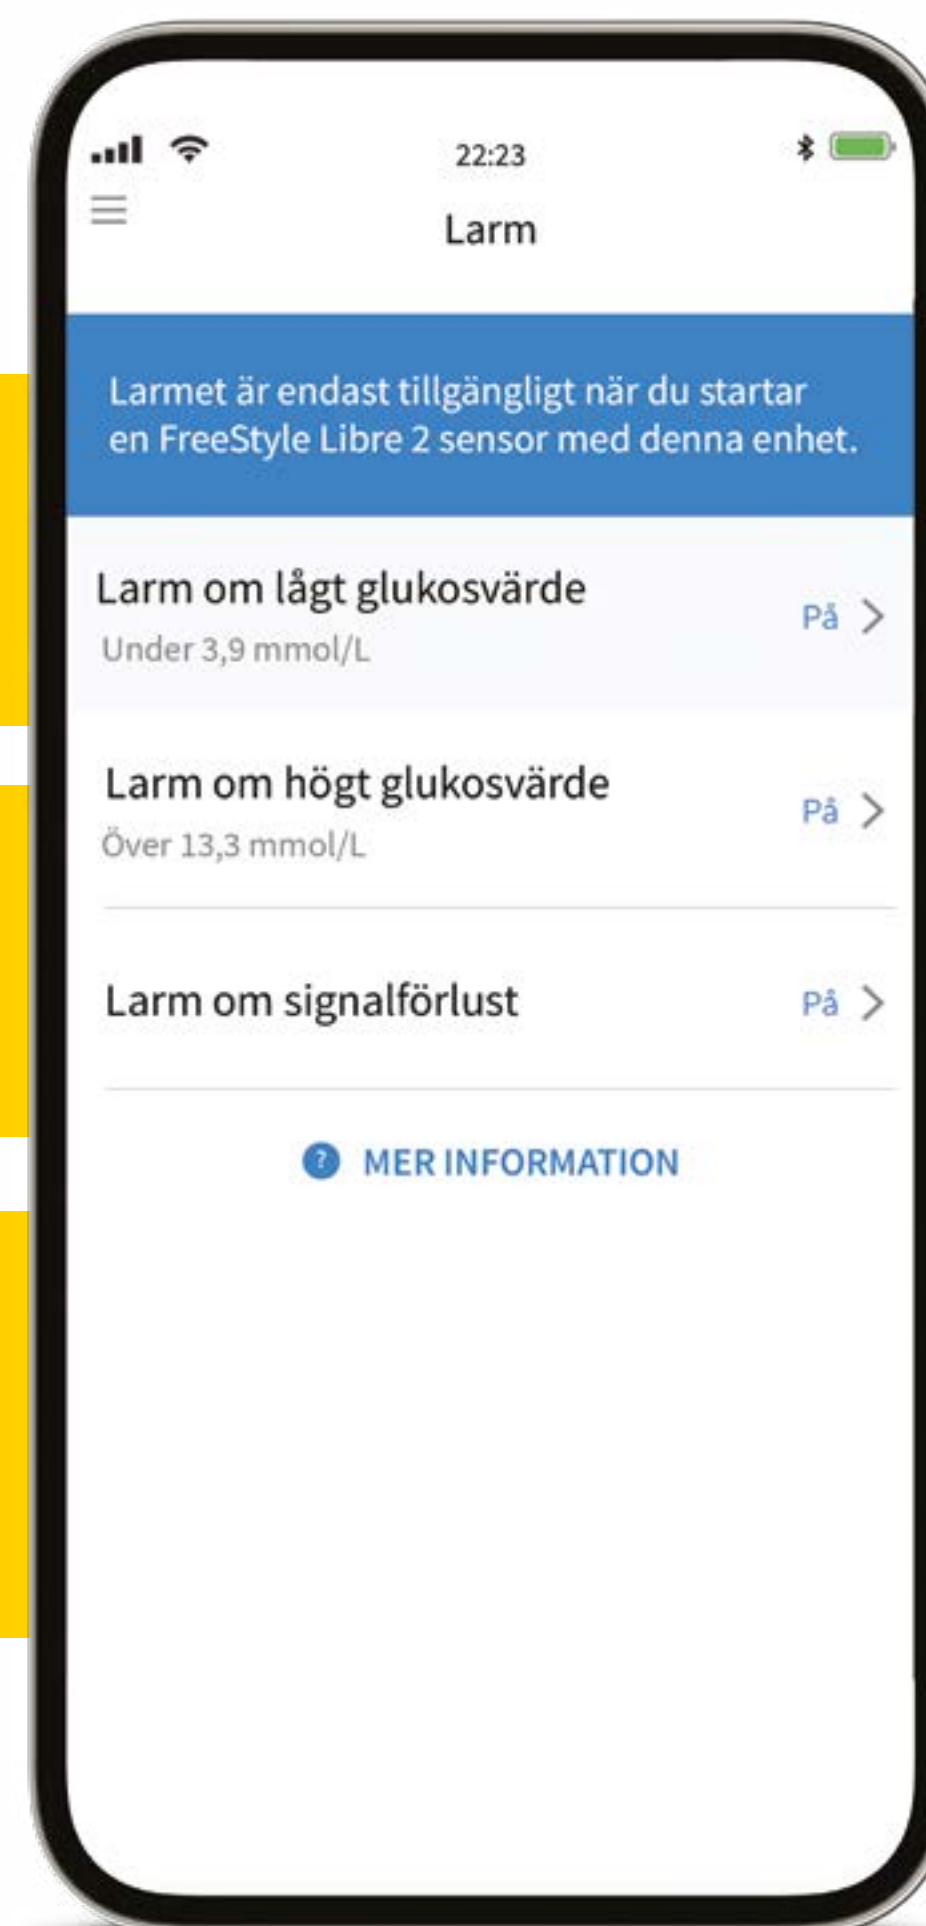 22:23
Larm
Larmet är endast tillgängligt när du startar
en FreeStyle Libre 2 sensor med denna enhet.
Larm om lågt glukosvärde
På
Under 3,9 mmol/L
Larm om högt glukosvärde
På
Över 13,3 mmol/L
Larm om signalförlust
På
? MER INFORMATION